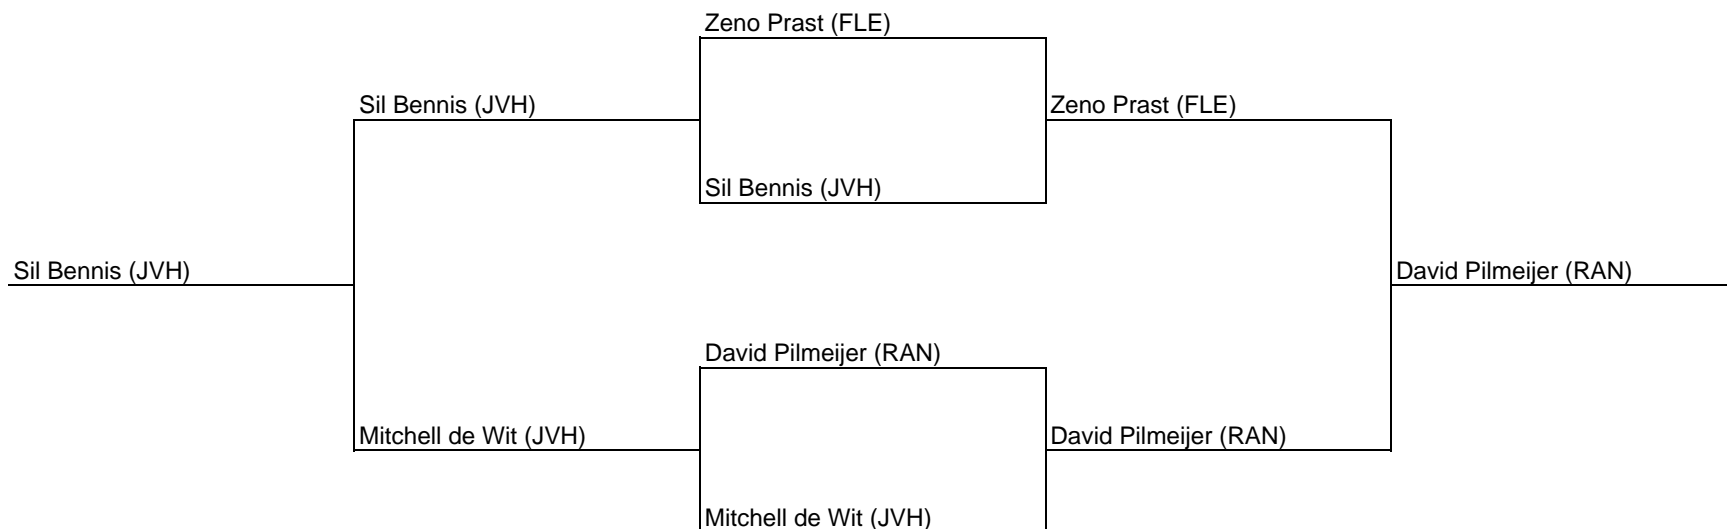 Zeno Prast (FLE)
Sil Bennis (JVH)
Zeno Prast (FLE)
Sil Bennis (JVH)
Sil Bennis (JVH)
David Pilmeijer (RAN)
David Pilmeijer (RAN)
Mitchell de Wit (JVH)
David Pilmeijer (RAN)
Mitchell de Wit (JVH)